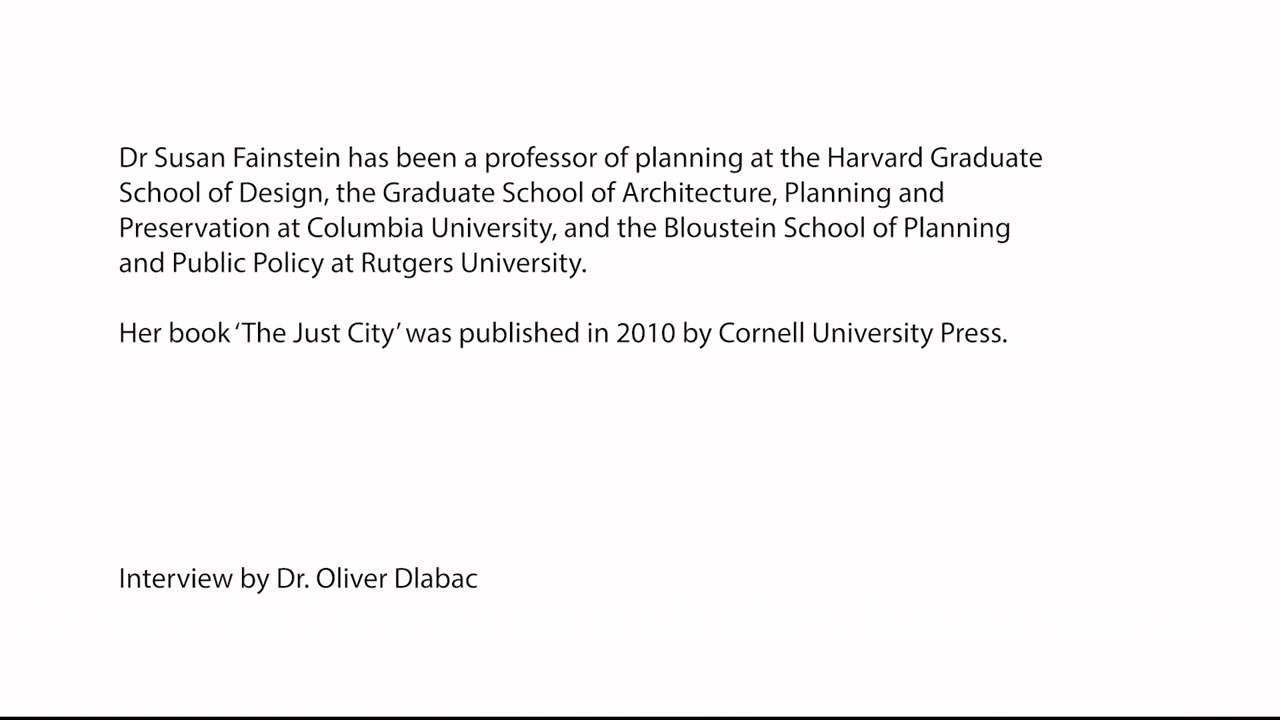 Dr Susan Fainstein has been a professor of planning at the Harvard Graduate
School of Design, the Graduate School of Architecture, Planning and
Preservation at Columbia University, and the Bloustein School of Planning
and Public Policy at Rutgers University.
Her book ‘The Just City’ was published in 2010 by Cornell University Press.
Interview by Dr. Oliver Dlabac